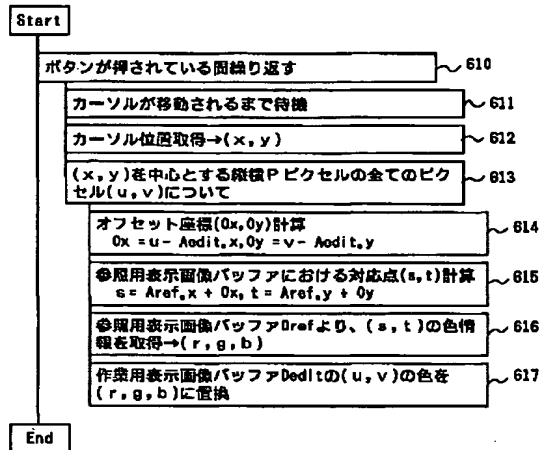 Start
ボタンが押されている間繰り返す
610
カーソルが移動されるまで待機
611
カーソル位置取得→(x,y)
612
(x,y)を中心とする縦横Pピクセルの全てのピク
セル(u,v)について
613
オフセット座標(Ox,Oy)計算
Ox = u- Aedit.x,Oy = v- Aedit.y
614
参照用表示画像バッファにおける対応点(s,t)計算
s= Aref.x + Ox, t= Aref.y + Oy
615
参照用表示画像バッファDrefより、(s,t)の色情
報を取得→(r,g,b)
616
作業用表示画像バッファDeditの(u,v)の色を
(r,g,b)に置換
617
End